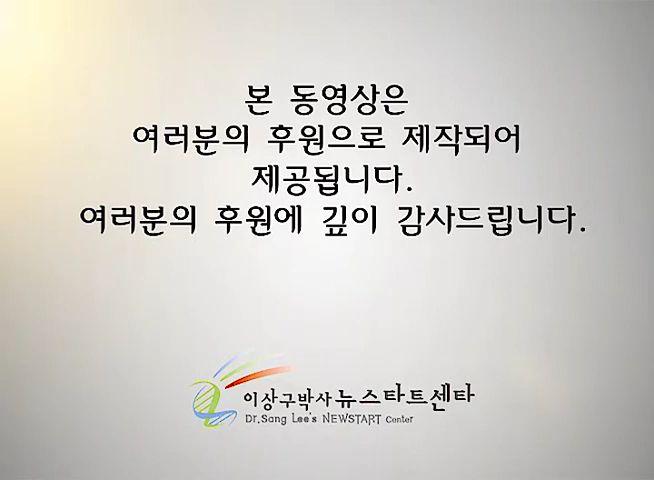 본 동영상은
여러분의 후원으로 제작되어
제공됩니다.
여러분의 후원에 깊이 감사드립니다.
이상구박사 뉴스타트센타
Dr.Sang Lee's NEWSTART Center